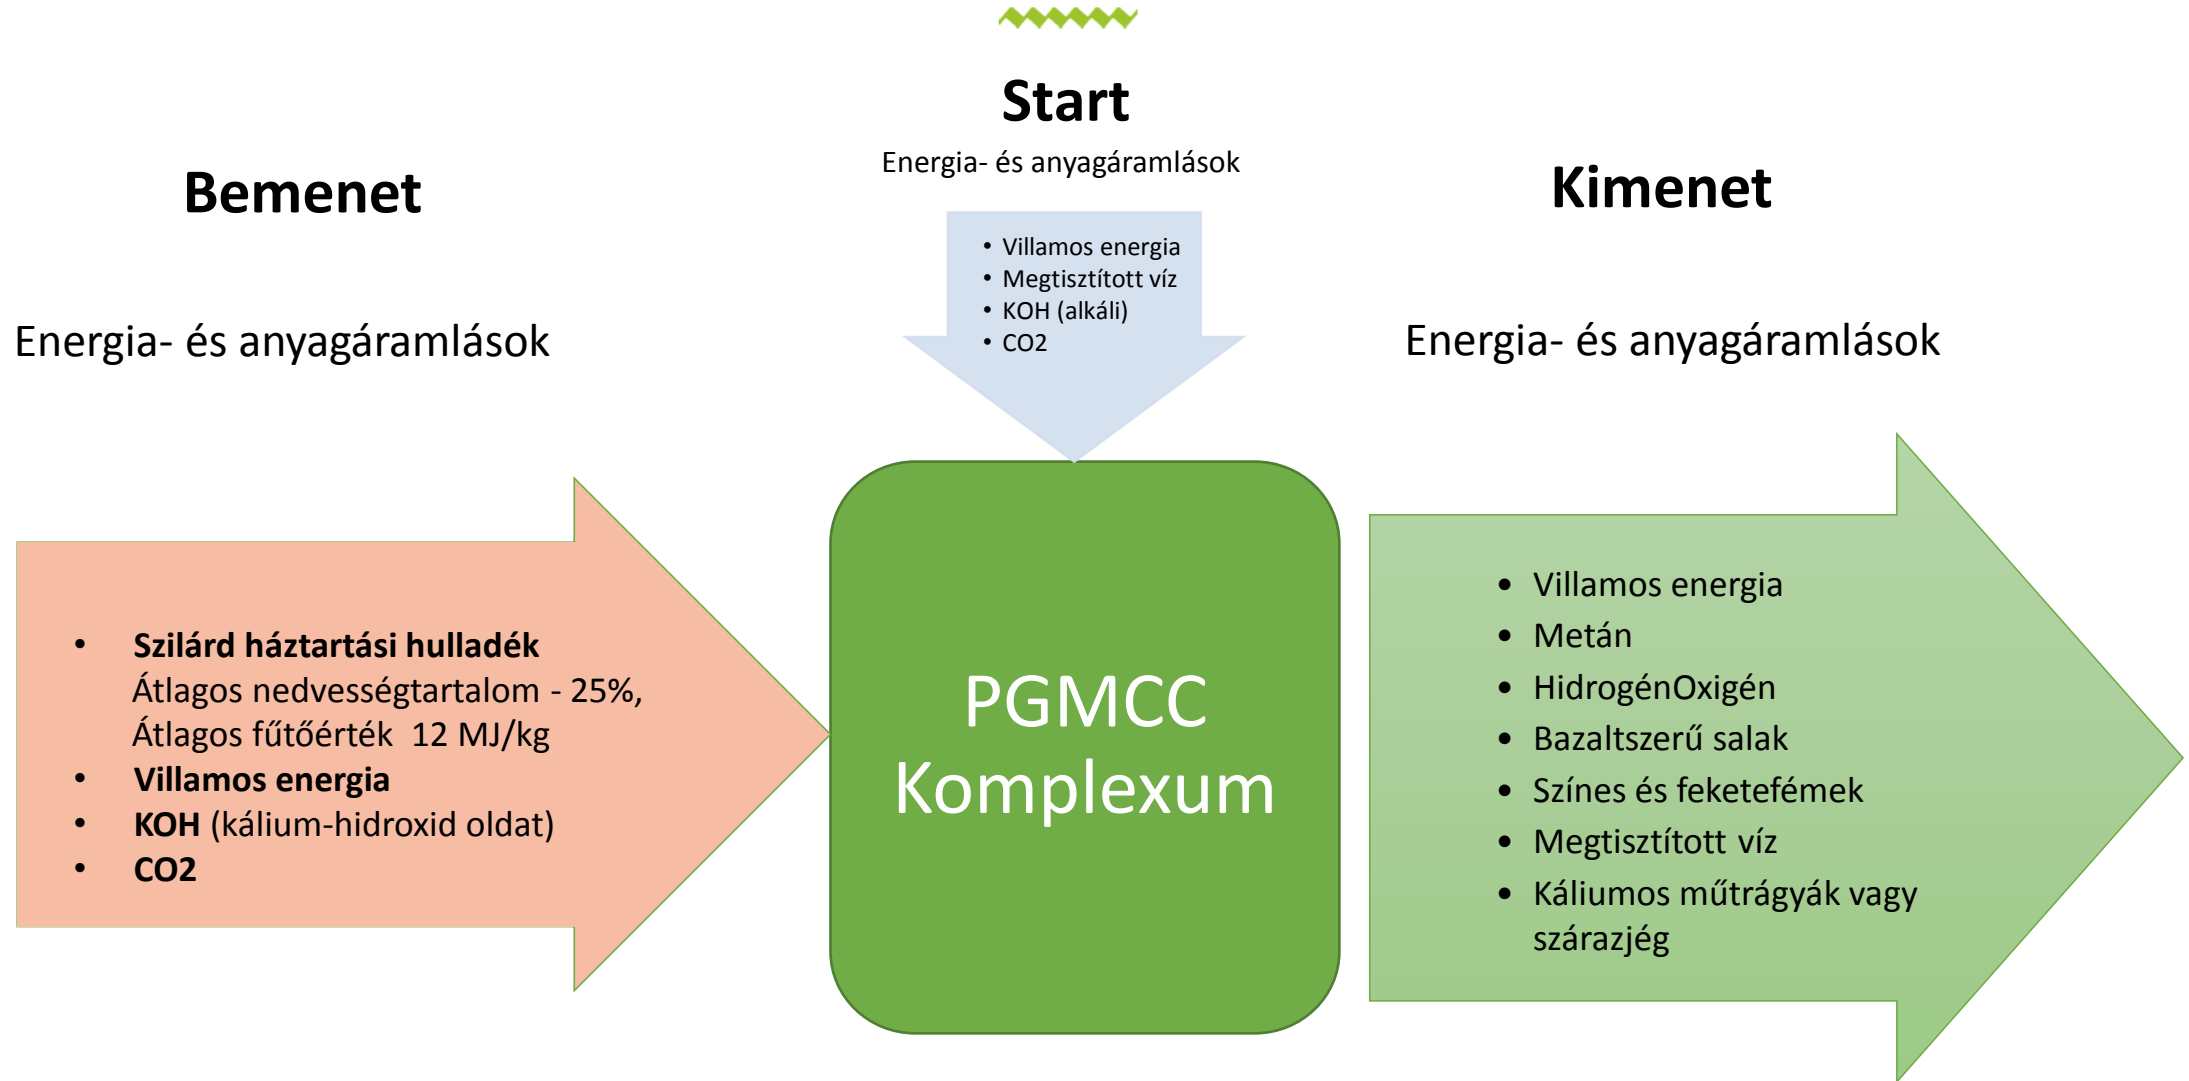 Start
Energia- és anyagáramlások
• Villamos energia
• Megtisztított víz
• KOH (alkáli)
• CO2
Bemenet
Energia- és anyagáramlások
• Szilárd háztartási hulladék
Átlagos nedvességtartalom - 25%,
Átlagos fűtőérték 12 MJ/kg
• Villamos energia
• KOH (kálium-hidroxid oldat)
• CO2
PGMCC
Komplexum
Kimenet
Energia- és anyagáramlások
• Villamos energia
• Metán
• HidrogénOxigén
• Bazaltszerű salak
• Színes és feketefémek
• Megtisztított víz
• Káliumos műtrágyák vagy
szárazjég